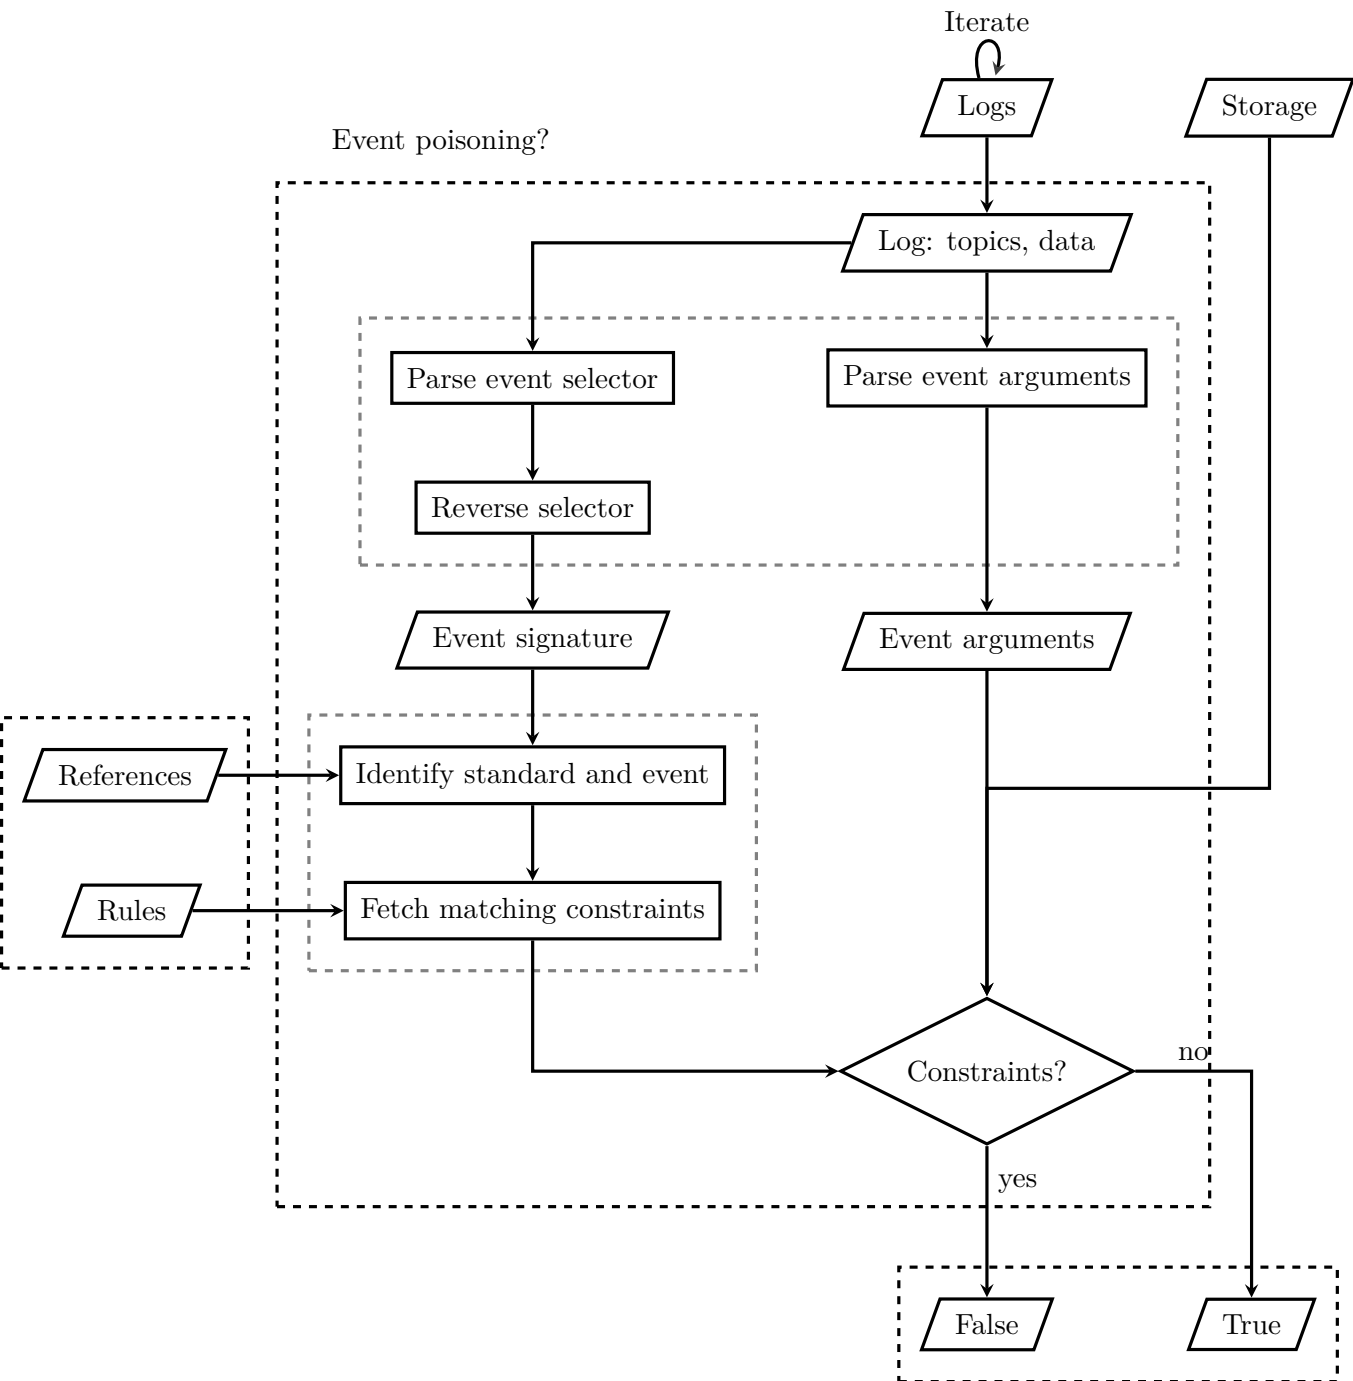 Iterate
Logs
Storage
Event poisoning?
Log: topics, data
Parse event selector
Parse event arguments
Reverse selector
Event signature
Event arguments
References
Identify standard and event
Rules
Fetch matching constraints
no
Constraints?
yes
False
True